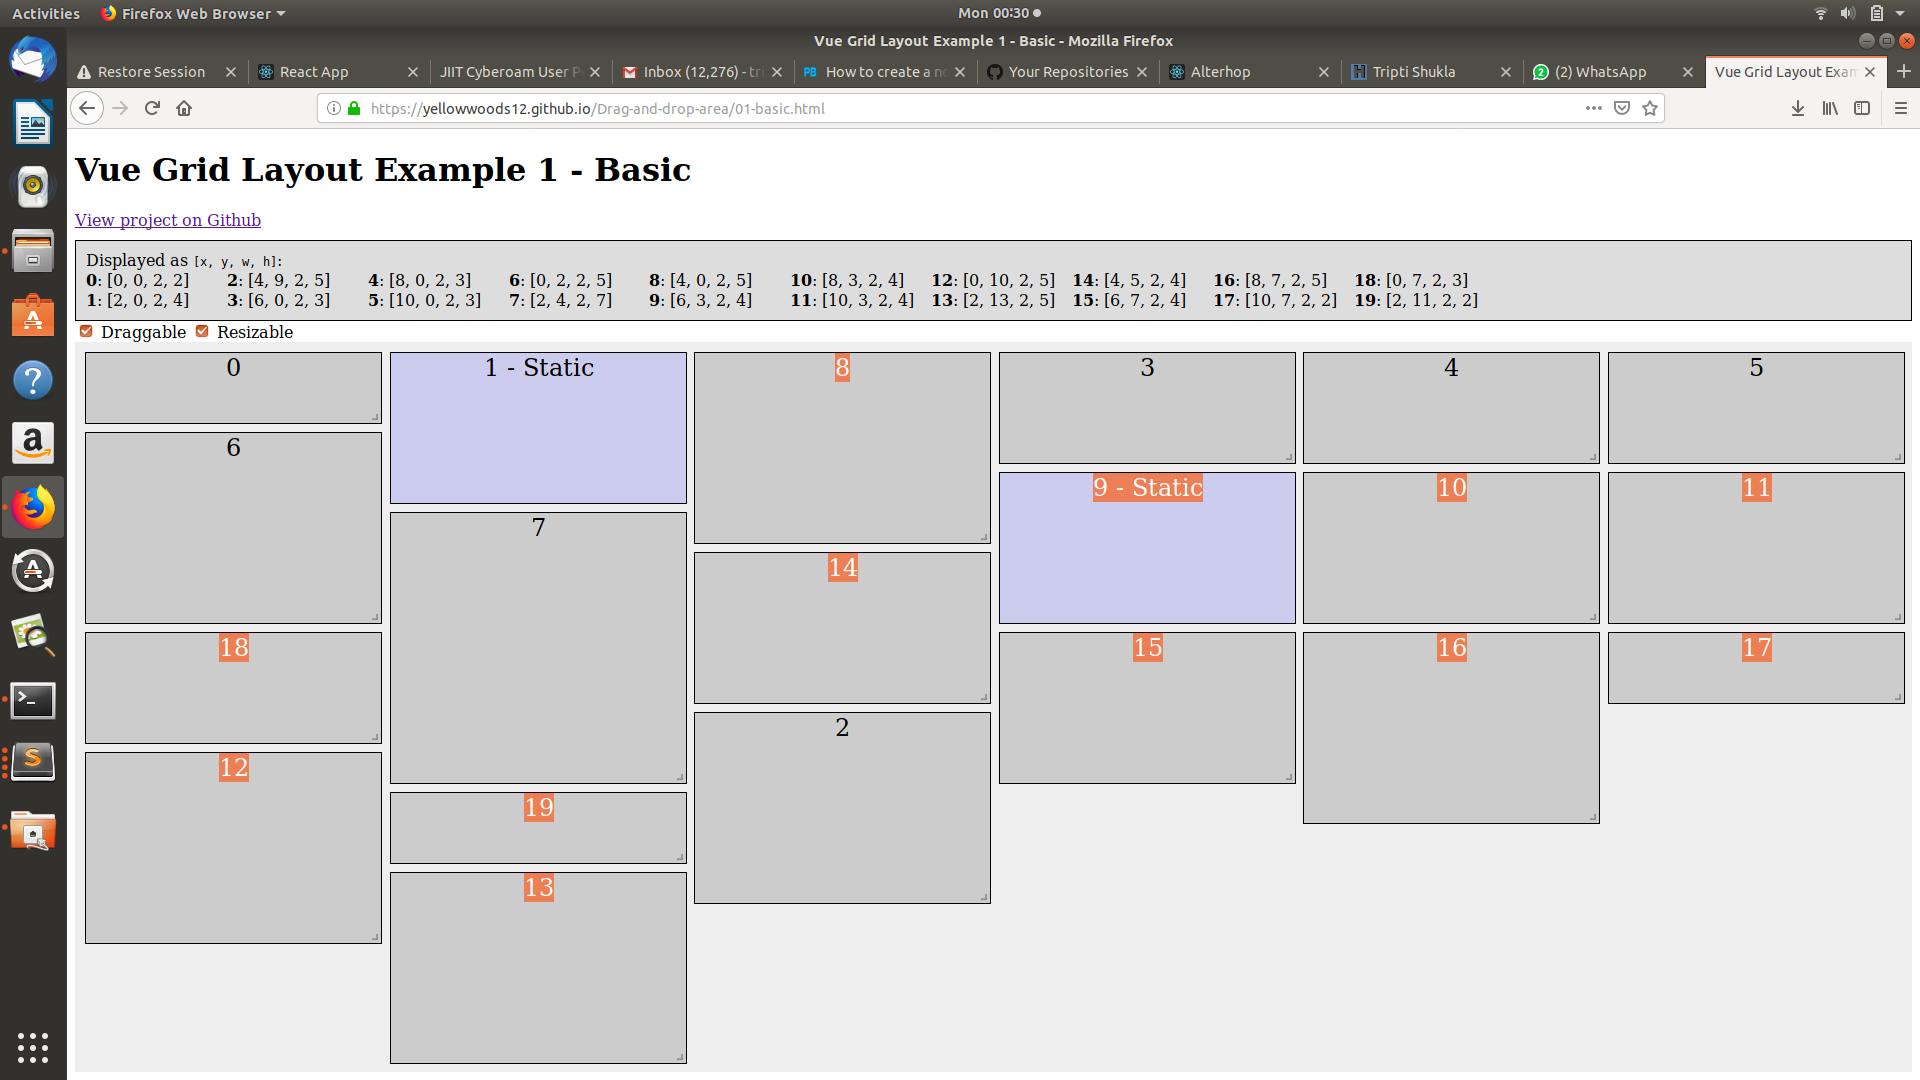 Activities Firefox Web Browser Mon 00:30
Vue Grid Layout Example 1 - Basic - Mozilla Firefox
Restore Session React App JIIT Cyberoam User P Inbox (12,276) - tri How to create a no Your Repositories Alterhop Tripti Shukla (2) WhatsApp Vue Grid Layout Exam
https://yellowwoods12.github.io/Drag-and-drop-area/01-basic.html
Vue Grid Layout Example 1 - Basic
View project on Github
Displayed as [x, y, w, h]:
0: [0, 0, 2, 2] 2: [4, 9, 2, 5] 4: [8, 0, 2, 3] 6: [0, 2, 2, 5] 8: [4, 0, 2, 5] 10: [8, 3, 2, 4] 12: [0, 10, 2, 5] 14: [4, 5, 2, 4] 16: [8, 7, 2, 5] 18: [0, 7, 2, 3]
1: [2, 0, 2, 4] 3: [6, 0, 2, 3] 5: [10, 0, 2, 3] 7: [2, 4, 2, 7] 9: [6, 3, 2, 4] 11: [10, 3, 2, 4] 13: [2, 13, 2, 5] 15: [6, 7, 2, 4] 17: [10, 7, 2, 2] 19: [2, 11, 2, 2]
Draggable Resizable
0 1 - Static 8 3 4 5
6
9 - Static 10 11
7
14
18 15 16 17
2
12
19
13